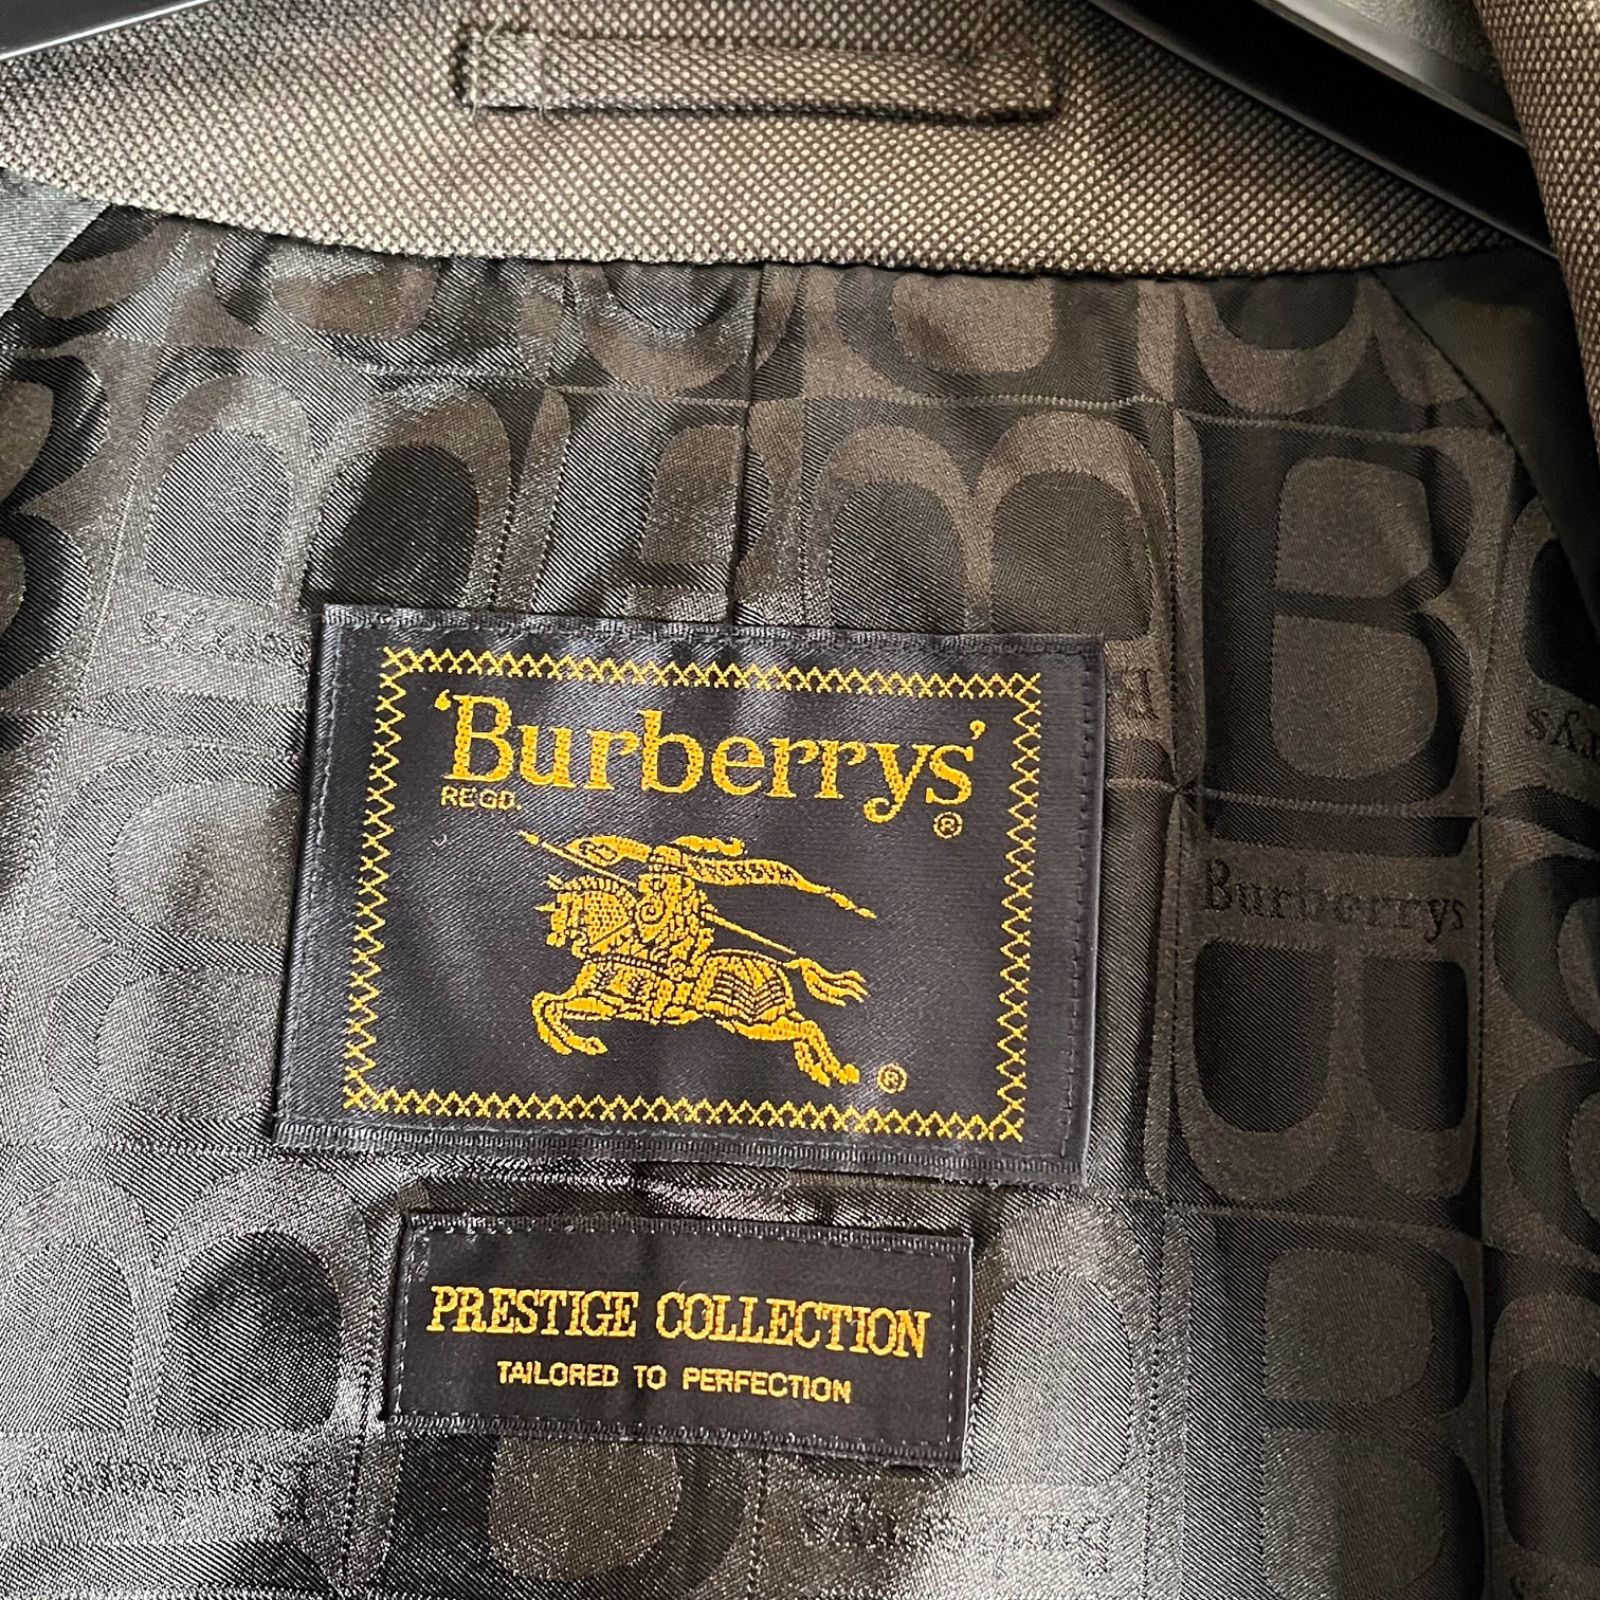 'Burberrys'
REGD.
®
®
PRESTIGE COLLECTION
TAILORED TO PERFECTION
B
Burberrys
B